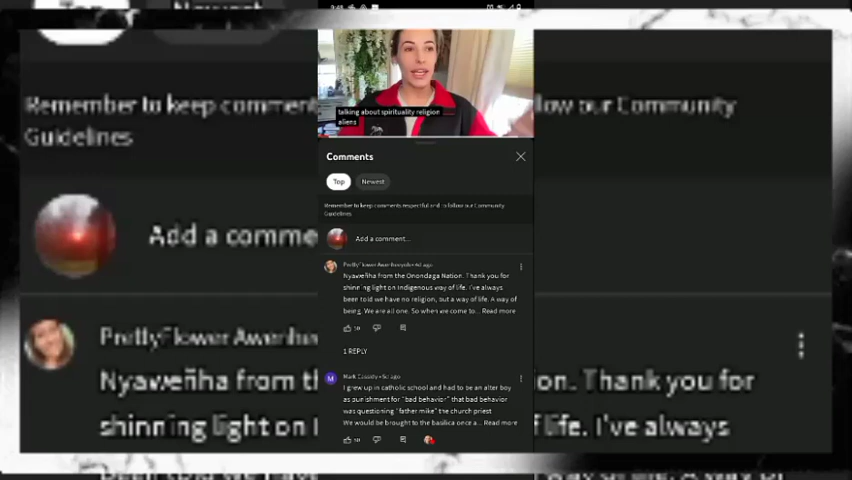 Top
Newest
Remember to keep comment
llow our Community
Guidelines
Add a comme
PrettyFlower Awenhe
Nyaweñha from th
on. Thank you for
shinning light on I
f life. I've always
talking about spirituality religion
aliens
Comments
Top
Newest
Remember to keep comments respectful and to follow our Community
Guidelines
Add a comment...
PrettyFlower
Nyaweñha from the Onondaga Nation. Thank you for
shinning light on Indigenous way of life. I've always
been told we have no religion, but a way of life. A way of
being. We are all one. So when we come to... Read more
1 REPLY
Mark Cassidy
I grew up in catholic school and had to be an alter boy
as punishment for "bad behavior" that bad behavior
was questioning "father mike" the church priest
We would be brought to the basilica once a... Read more